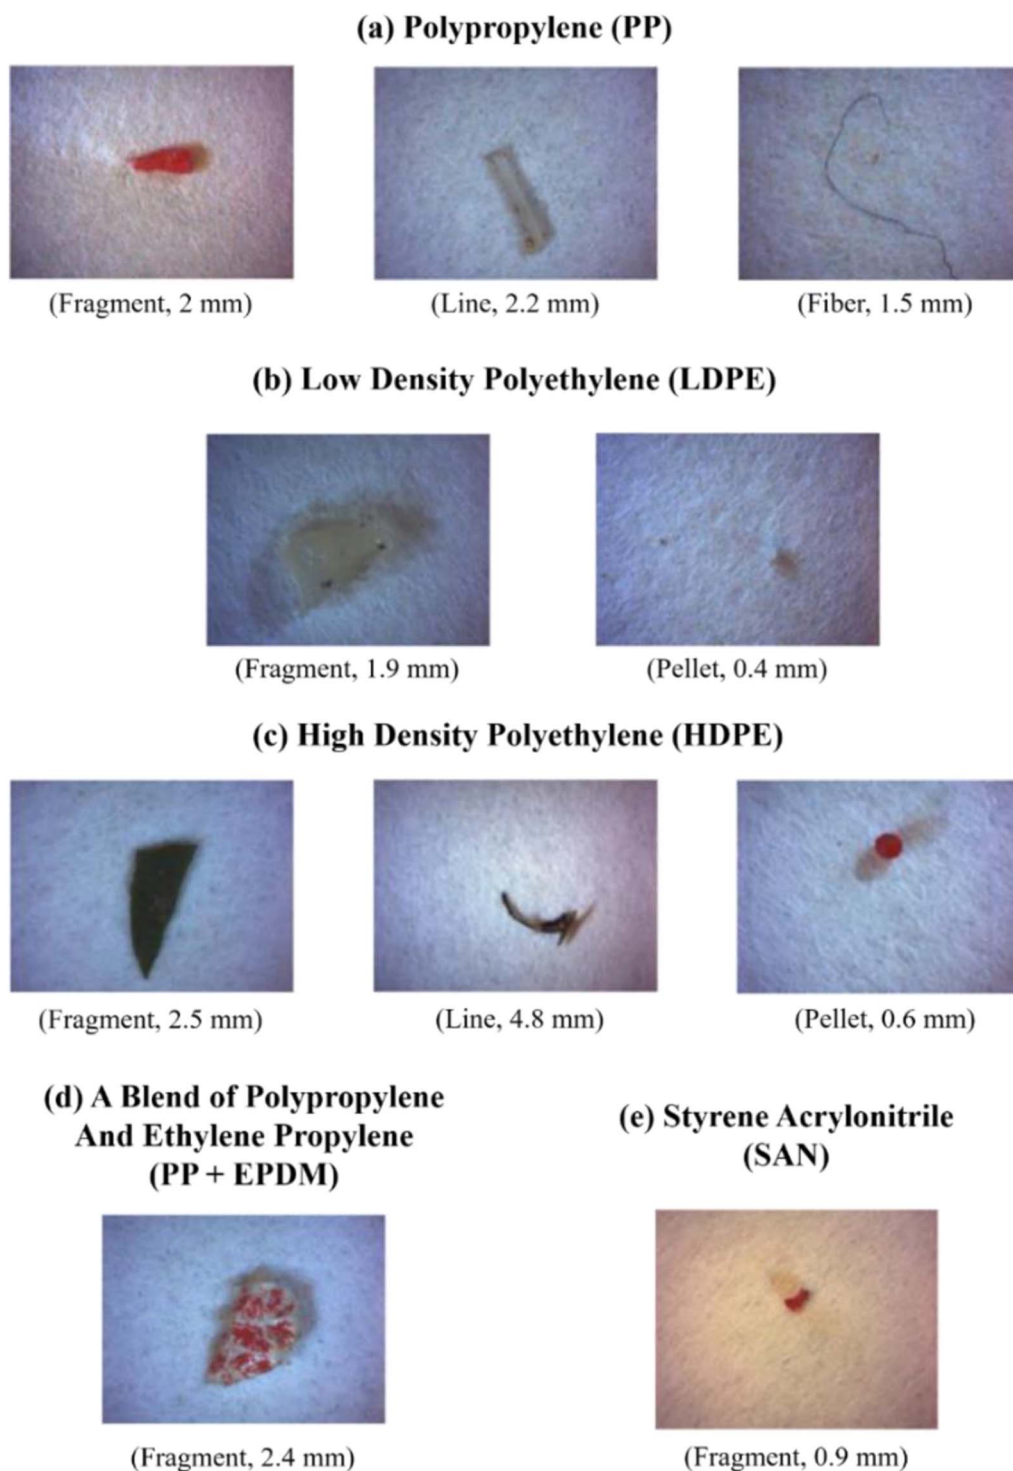 (a) Polypropylene (PP)
(Fragment, 2 mm)
(Line, 2.2 mm)
(Fiber, 1.5 mm)
(b) Low Density Polyethylene (LDPE)
(Fragment, 1.9 mm)
(Pellet, 0.4 mm)
(c) High Density Polyethylene (HDPE)
(Fragment, 2.5 mm)
(Line, 4.8 mm)
(Pellet, 0.6 mm)
(d) A Blend of Polypropylene
And Ethylene Propylene
(PP + EPDM)
(Fragment, 2.4 mm)
(e) Styrene Acrylonitrile
(SAN)
(Fragment, 0.9 mm)